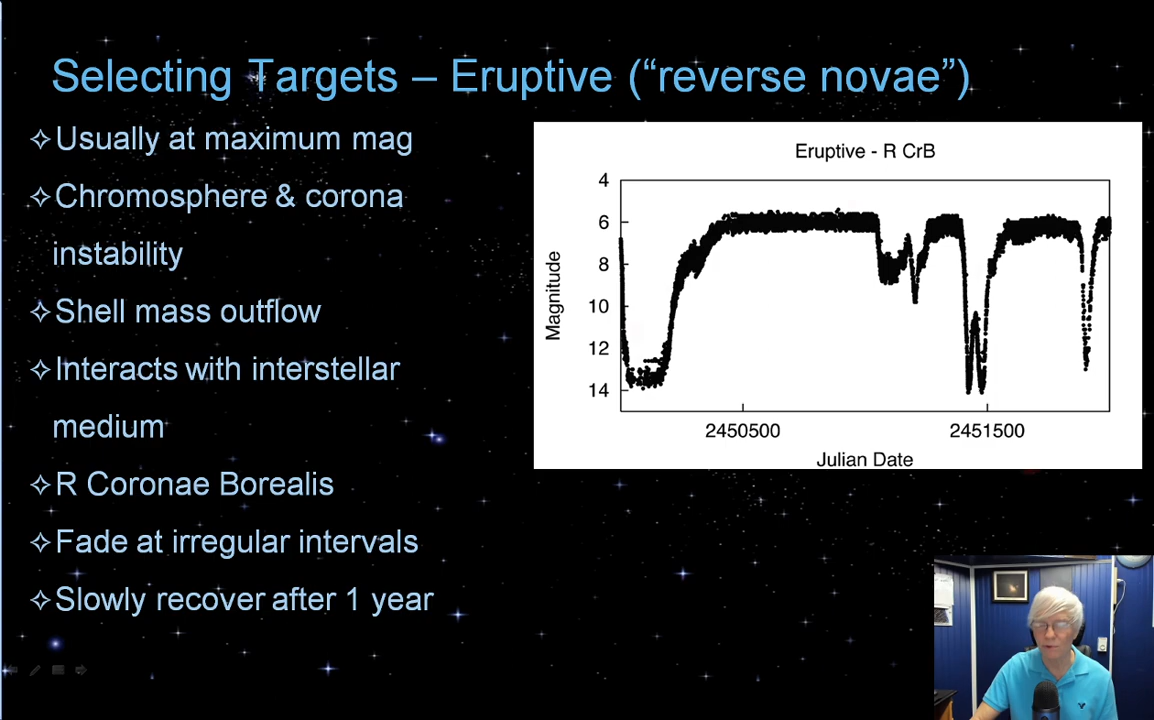 Selecting Targets – Eruptive (“reverse novae”)
✧Usually at maximum mag
✧Chromosphere & corona
instability
✧Shell mass outflow
✧Interacts with interstellar
medium
✧R Coronae Borealis
✧Fade at irregular intervals
✧Slowly recover after 1 year
Eruptive - R CrB
Magnitude
4
6
8
10
12
14
2450500 2451500
Julian Date